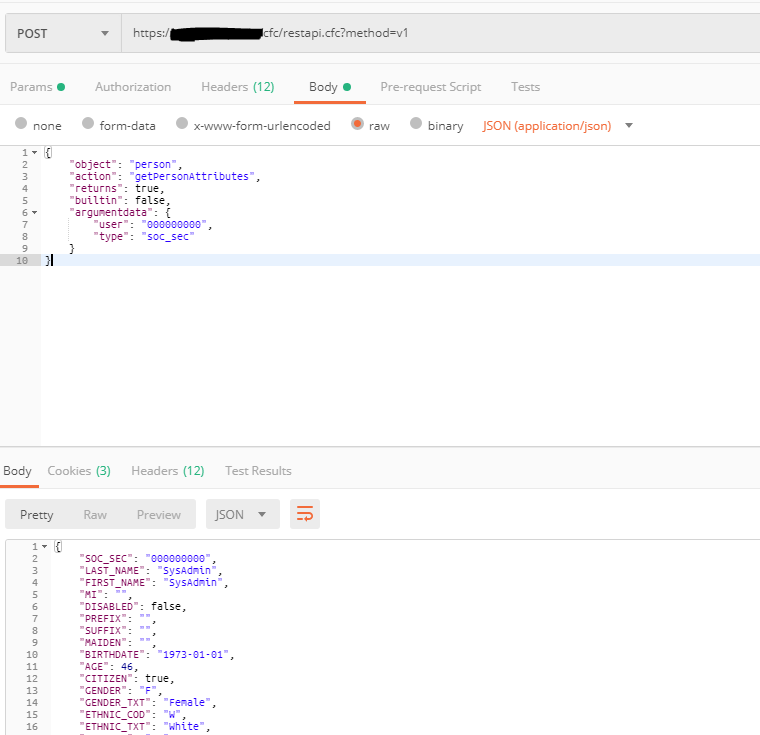 POST https:/ cfc/restapi.cfc?method=v1
Params Authorization Headers (12) Body Pre-request Script Tests
none form-data x-www-form-urlencoded raw binary JSON (application/json)
1 {
2 "object": "person",
3 "action": "getPersonAttributes",
4 "returns": true,
5 "builtin": false,
6 "argumentdata": {
7 "user": "000000000",
8 "type": "soc_sec"
9 }
10 }
Body Cookies (3) Headers (12) Test Results
Pretty Raw Preview JSON
1 {
2 "SOC_SEC": "000000000",
3 "LAST_NAME": "SysAdmin",
4 "FIRST_NAME": "SysAdmin",
5 "MI": "",
6 "DISABLED": false,
7 "PREFIX": "",
8 "SUFFIX": "",
9 "MAIDEN": "",
10 "BIRTHDATE": "1973-01-01",
11 "AGE": 46,
12 "CITIZEN": true,
13 "GENDER": "F",
14 "GENDER_TXT": "Female",
15 "ETHNIC_COD": "W",
16 "ETHNIC_TXT": "White",